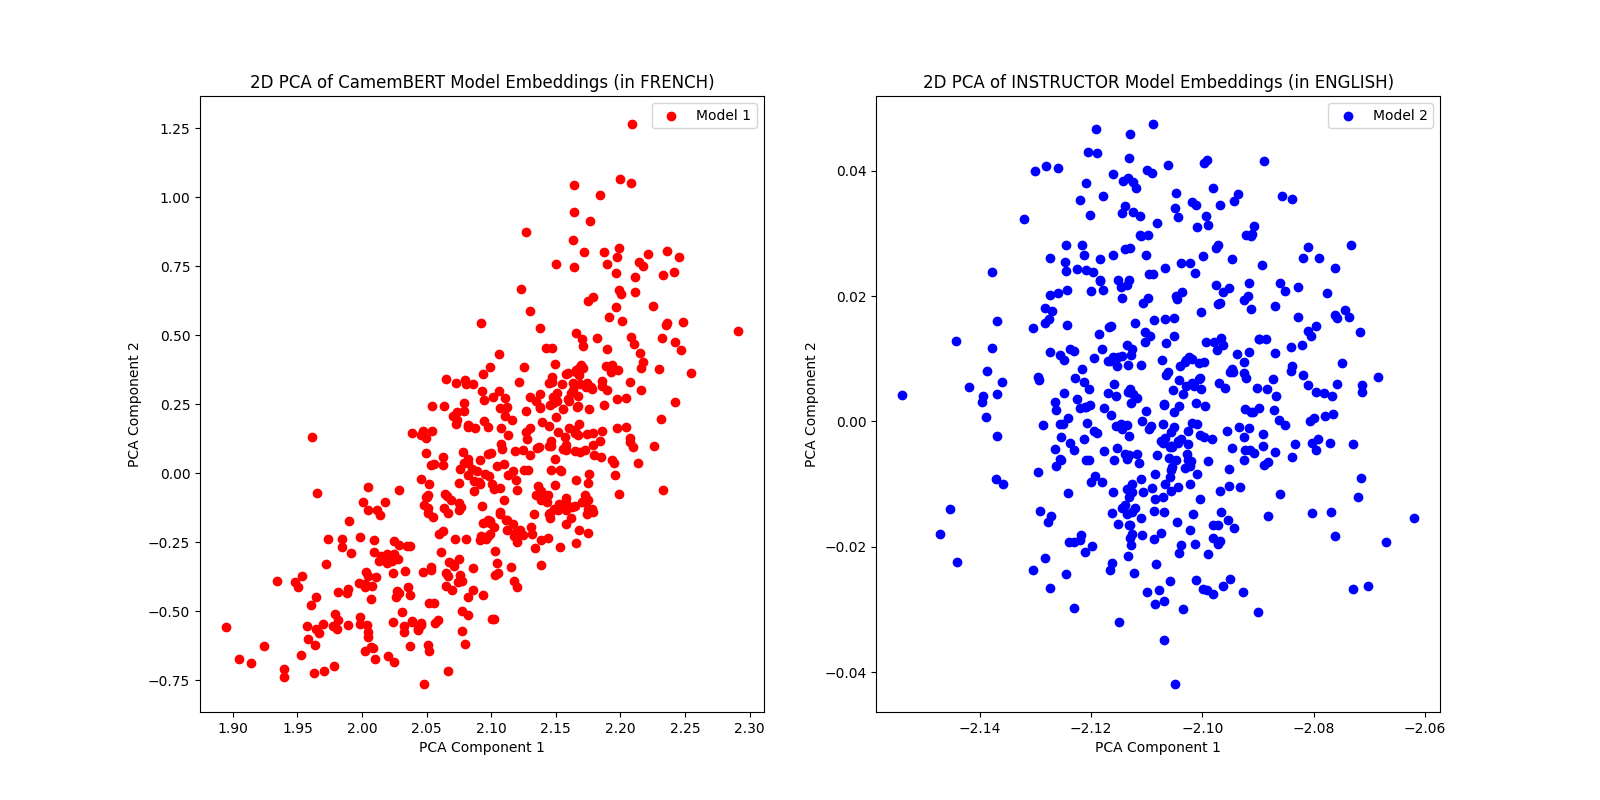 2D PCA of CamemBERT Model Embeddings (in FRENCH)
Model 1
1.25
1.00
0.75
0.50
0.25
0.00
−0.25
−0.50
−0.75
PCA Component 2
1.90 1.95 2.00 2.05 2.10 2.15 2.20 2.25 2.30
PCA Component 1
2D PCA of INSTRUCTOR Model Embeddings (in ENGLISH)
Model 2
0.04
0.02
0.00
−0.02
−0.04
PCA Component 2
−2.14 −2.12 −2.10 −2.08 −2.06
PCA Component 1